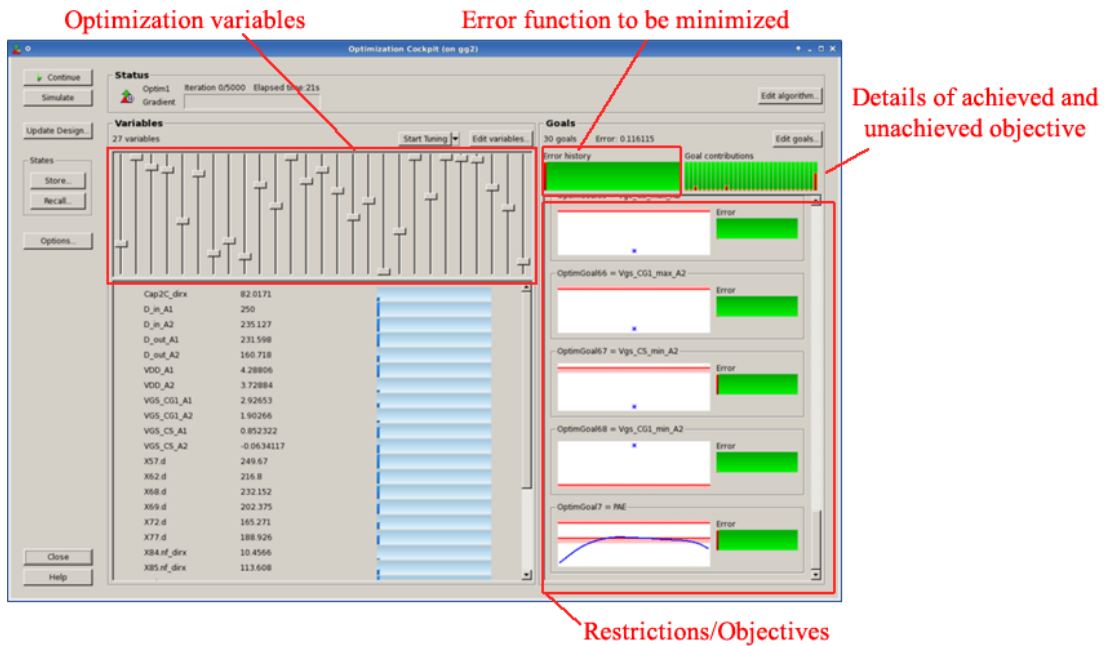 Optimization variables
Error function to be minimized
Details of achieved and
unachieved objective
Optimization Cockpit (on gg2)
Continue
Simulate
Update Design...
States
Store...
Recall...
Options...
Close
Help
Status
Optim1 Iteration 0/5000 Elapsed time:21s
Gradient
Edit algorithm...
Variables
27 variables
Start Tuning
Edit variables...
Cap2C_dirx 82.0171
D_in_A1 250
D_in_A2 235.127
D_out_A1 231.598
D_out_A2 160.718
VDD_A1 4.28806
VDD_A2 3.72884
VGS_CG1_A1 2.92653
VGS_CG1_A2 1.90266
VGS_CS_A1 0.852322
VGS_CS_A2 -0.0634117
X57.d 249.67
X62.d 216.8
X68.d 232.152
X69.d 202.375
X72.d 165.271
X77.d 188.926
X84.nf_dirx 10.4566
X85.nf_dirx 113.608
Goals
30 goals Error: 0.116115
Edit goals...
Error history
Goal contributions
Error
OptimGoal66 = Vgs_CG1_max_A2
Error
OptimGoal67 = Vgs_CS_min_A2
Error
OptimGoal68 = Vgs_CG1_min_A2
Error
OptimGoal7 = PAE
Error
Restrictions/Objectives